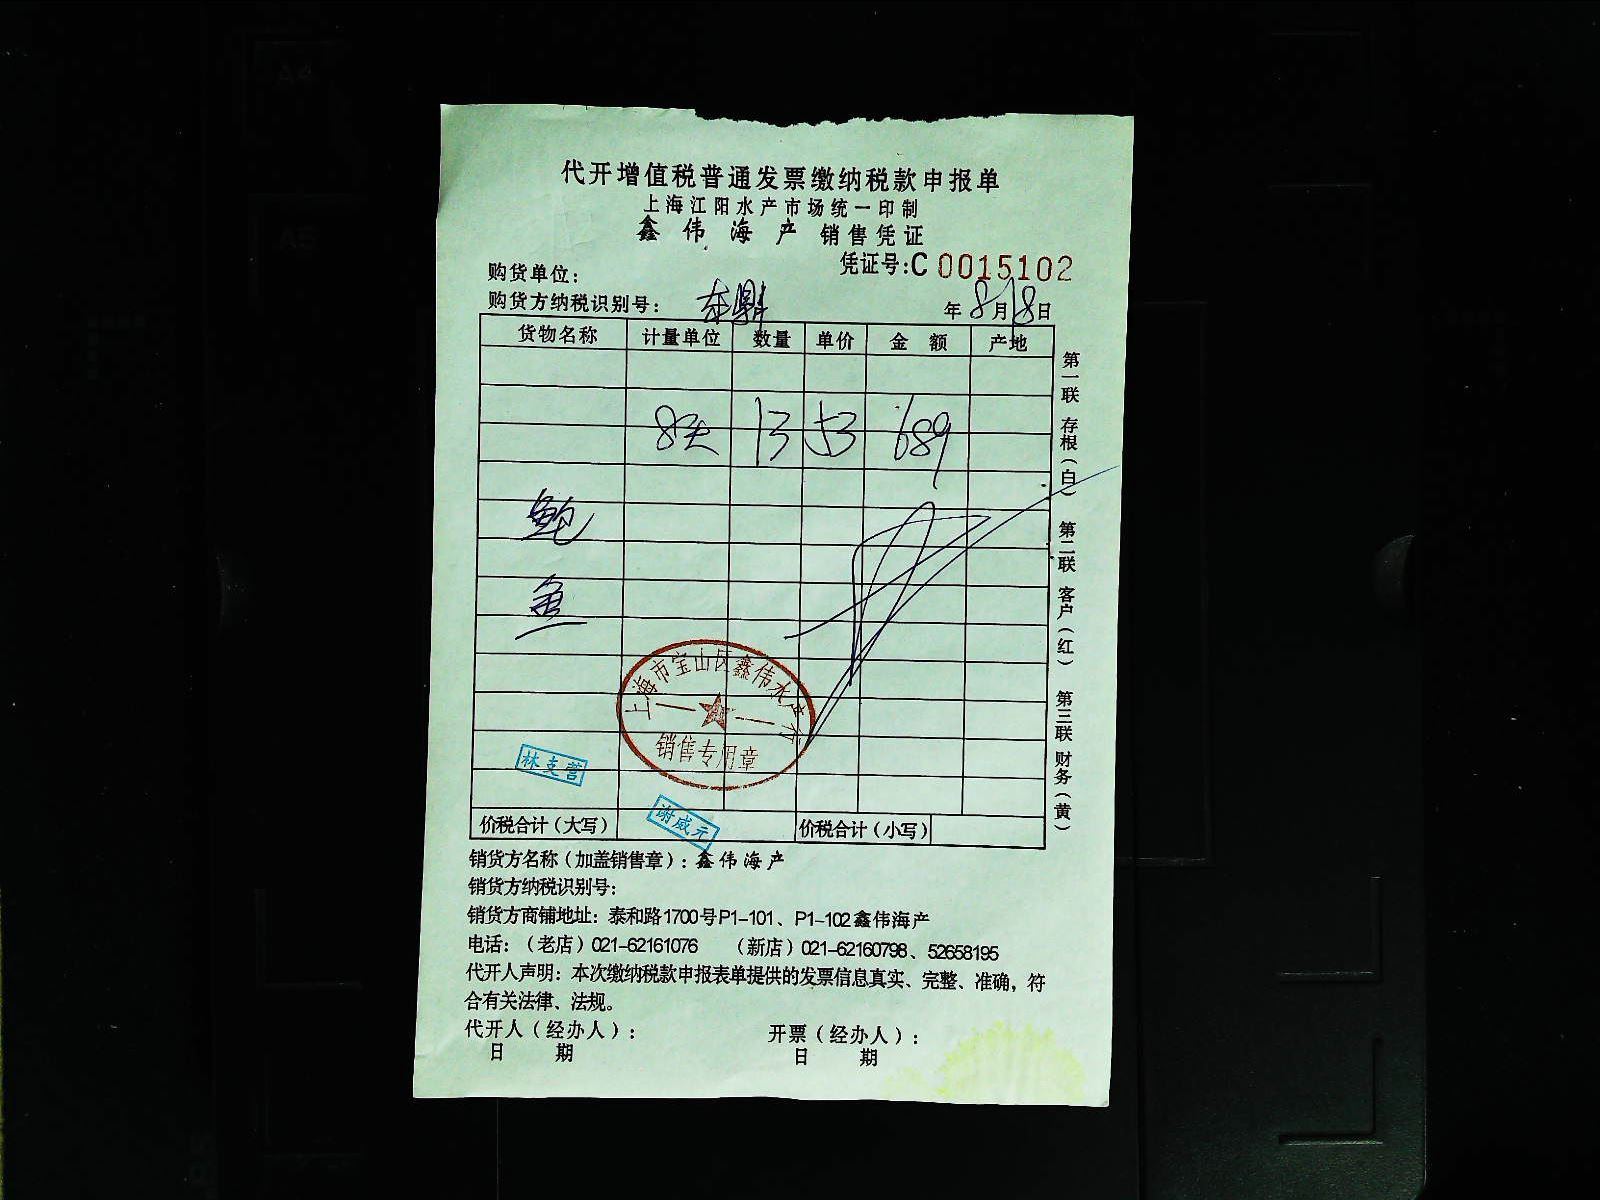 代开增值税普通发票缴纳税款申报单
上海江阳水产市场统一印制
鑫伟海产 销售凭证
凭证号:C 0015102
购货单位:
购货方纳税识别号: 东鼎 年 8月18日
货物名称 计量单位 数量 单价 金额 产地
8头 13 53 689
鲍
鱼
上海市宝山区鑫伟水产行
销售专用章
林支营
谢威元
价税合计(大写) 价税合计(小写)
第一联 存根(白) 第二联 客户(红) 第三联 财务(黄)
销货方名称(加盖销售章): 鑫伟海产
销货方纳税识别号:
销货方商铺地址: 泰和路1700号P1-101、P1-102鑫伟海产
电话:(老店)021-62161076 (新店)021-62160798、52658195
代开人声明: 本次缴纳税款申报表单提供的发票信息真实、完整、准确, 符
合有关法律、法规。
代开人(经办人): 开票(经办人):
日 期 日 期